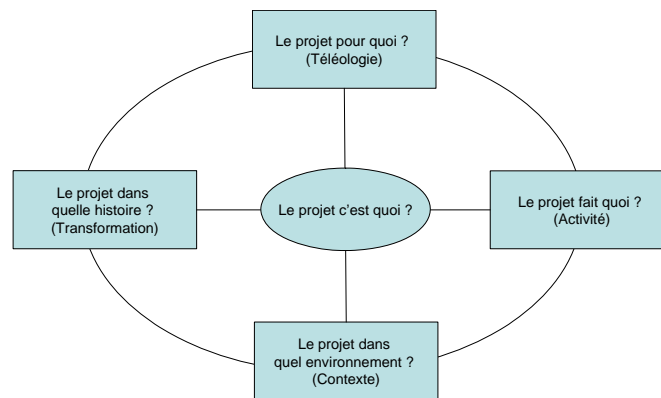 Le projet pour quoi ?
(Téléologie)
Le projet dans
quelle histoire ?
(Transformation)
Le projet c'est quoi ?
Le projet fait quoi ?
(Activité)
Le projet dans
quel environnement ?
(Contexte)